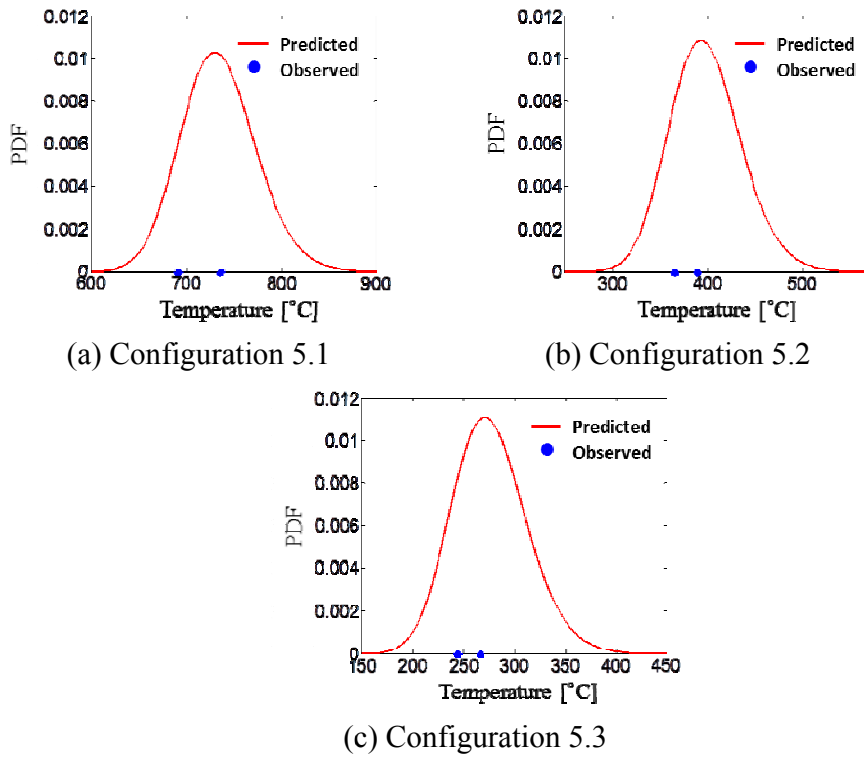 0.012
0.01
0.008
0.006
0.004
0.002
0
PDF
Predicted
Observed
600 700 800 900
Temperature [°C]
(a) Configuration 5.1
0.012
0.01
0.008
0.006
0.004
0.002
0
PDF
Predicted
Observed
300 400 500
Temperature [°C]
(b) Configuration 5.2
0.012
0.01
0.008
0.006
0.004
0.002
0
PDF
Predicted
Observed
150 200 250 300 350 400 450
Temperature [°C]
(c) Configuration 5.3